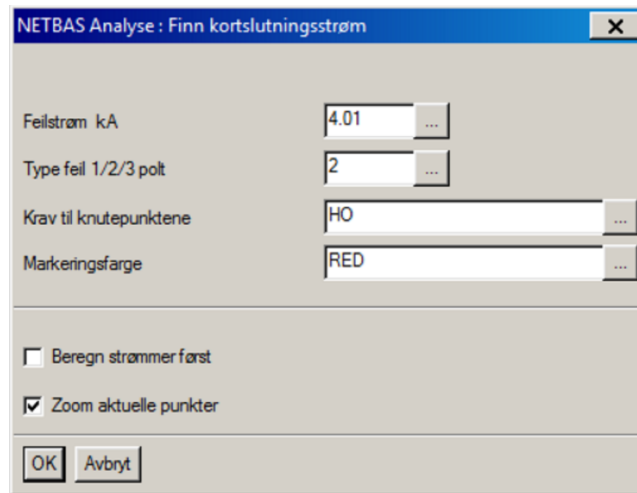 NETBAS Analyse : Finn kortslutningsstrøm
Feilstrøm kA 4.01 ...
Type feil 1/2/3 polt 2 ...
Krav til knutepunktene HO ...
Markeringsfarge RED ...
Beregn strømmer først
Zoom aktuelle punkter
OK Avbryt